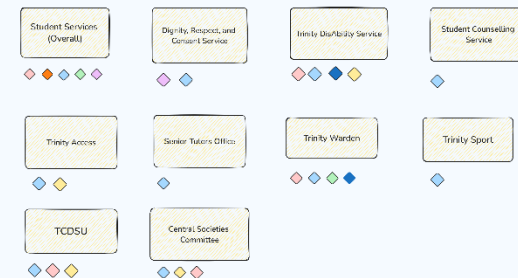 Student Services
(Overall)
Dignity, Respect, and
Consent Service
Trinity DisAbility Service
Student Counselling
Service
Trinity Access
Senior Tutors Office
Trinity Warden
Trinity Sport
TCDSU
Central Societies
Committee